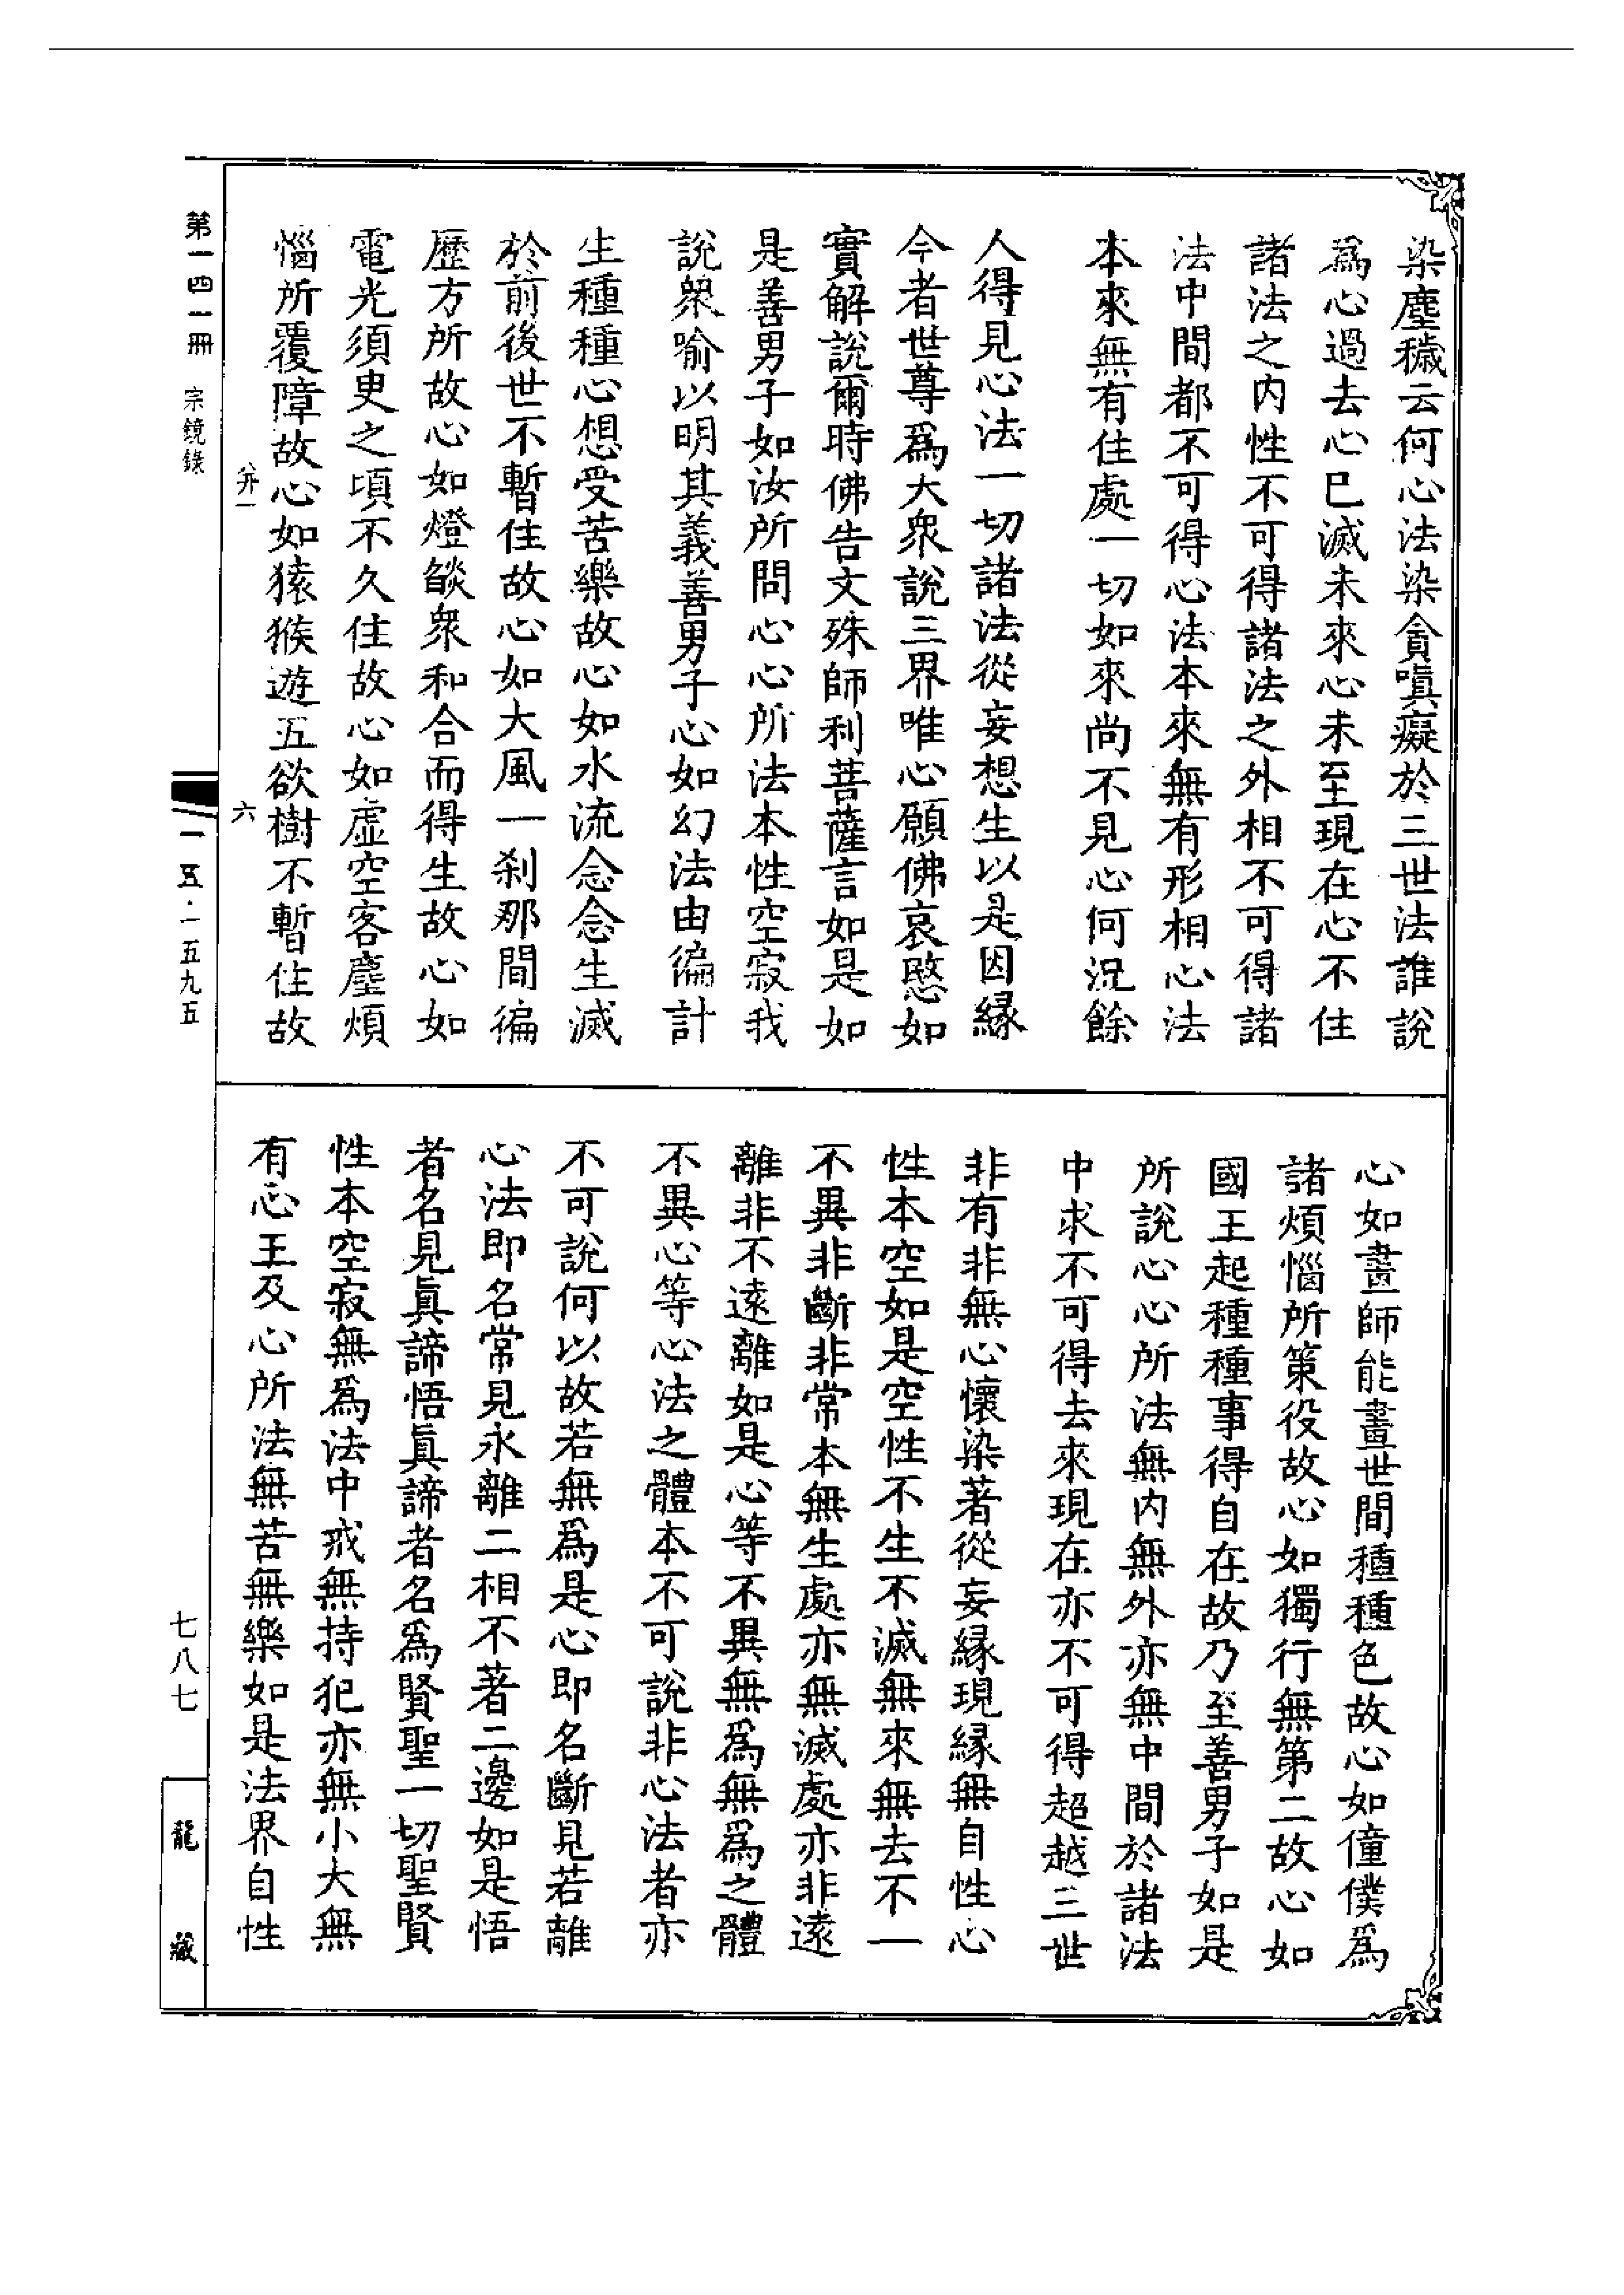 染塵穢云何心法染貪嗔癡於三世法誰說
爲心過去心已滅未來心未至現在心不住
諸法之内性不可得諸法之外相不可得諸
法中間都不可得心法本來無有形相心法
本來無有住處一切如來尚不見心何況餘
人得見心法一切諸法從妄想生以是因緣
今者世尊爲大衆說三界唯心願佛哀愍如
實解說爾時佛告文殊師利菩薩言如是如
是善男子如汝所問心心所法本性空寂我
說衆喻以明其義善男子心如幻法由徧計
生種種心想受苦樂故心如水流念念生滅
於前後世不暫住故心如大風一刹那間徧
歷方所故心如燈燄衆和合而得生故心如
電光須臾之頃不久住故心如虛空客塵煩
惱所覆障故心如猿猴遊五欲樹不暫住故
心如畫師能畫世間種種色故心如僮僕爲
諸煩惱所策役故心如獨行無第二故心如
國王起種種事得自在故乃至善男子如是
所說心心所法無内無外亦無中間於諸法
中求不可得去來現在亦不可得超越三世
非有非無心懷染著從妄緣現緣無自性心
性本空如是空性不生不滅無來無去不一
不異非斷非常本無生處亦無滅處亦非遠
離非不遠離如是心等不異無爲無爲之體
不異心等心法之體本不可說非心法者亦
不可說何以故若無爲是心即名斷見若離
心法即名常見永離二相不著二邊如是悟
者名見眞諦悟眞諦者名爲賢聖一切聖賢
性本空寂無爲法中戒無持犯亦無小大無
有心王及心所法無苦無樂如是法界自性
第一四一冊 宗鏡錄
六
一五·一五九五
七八七
龍藏